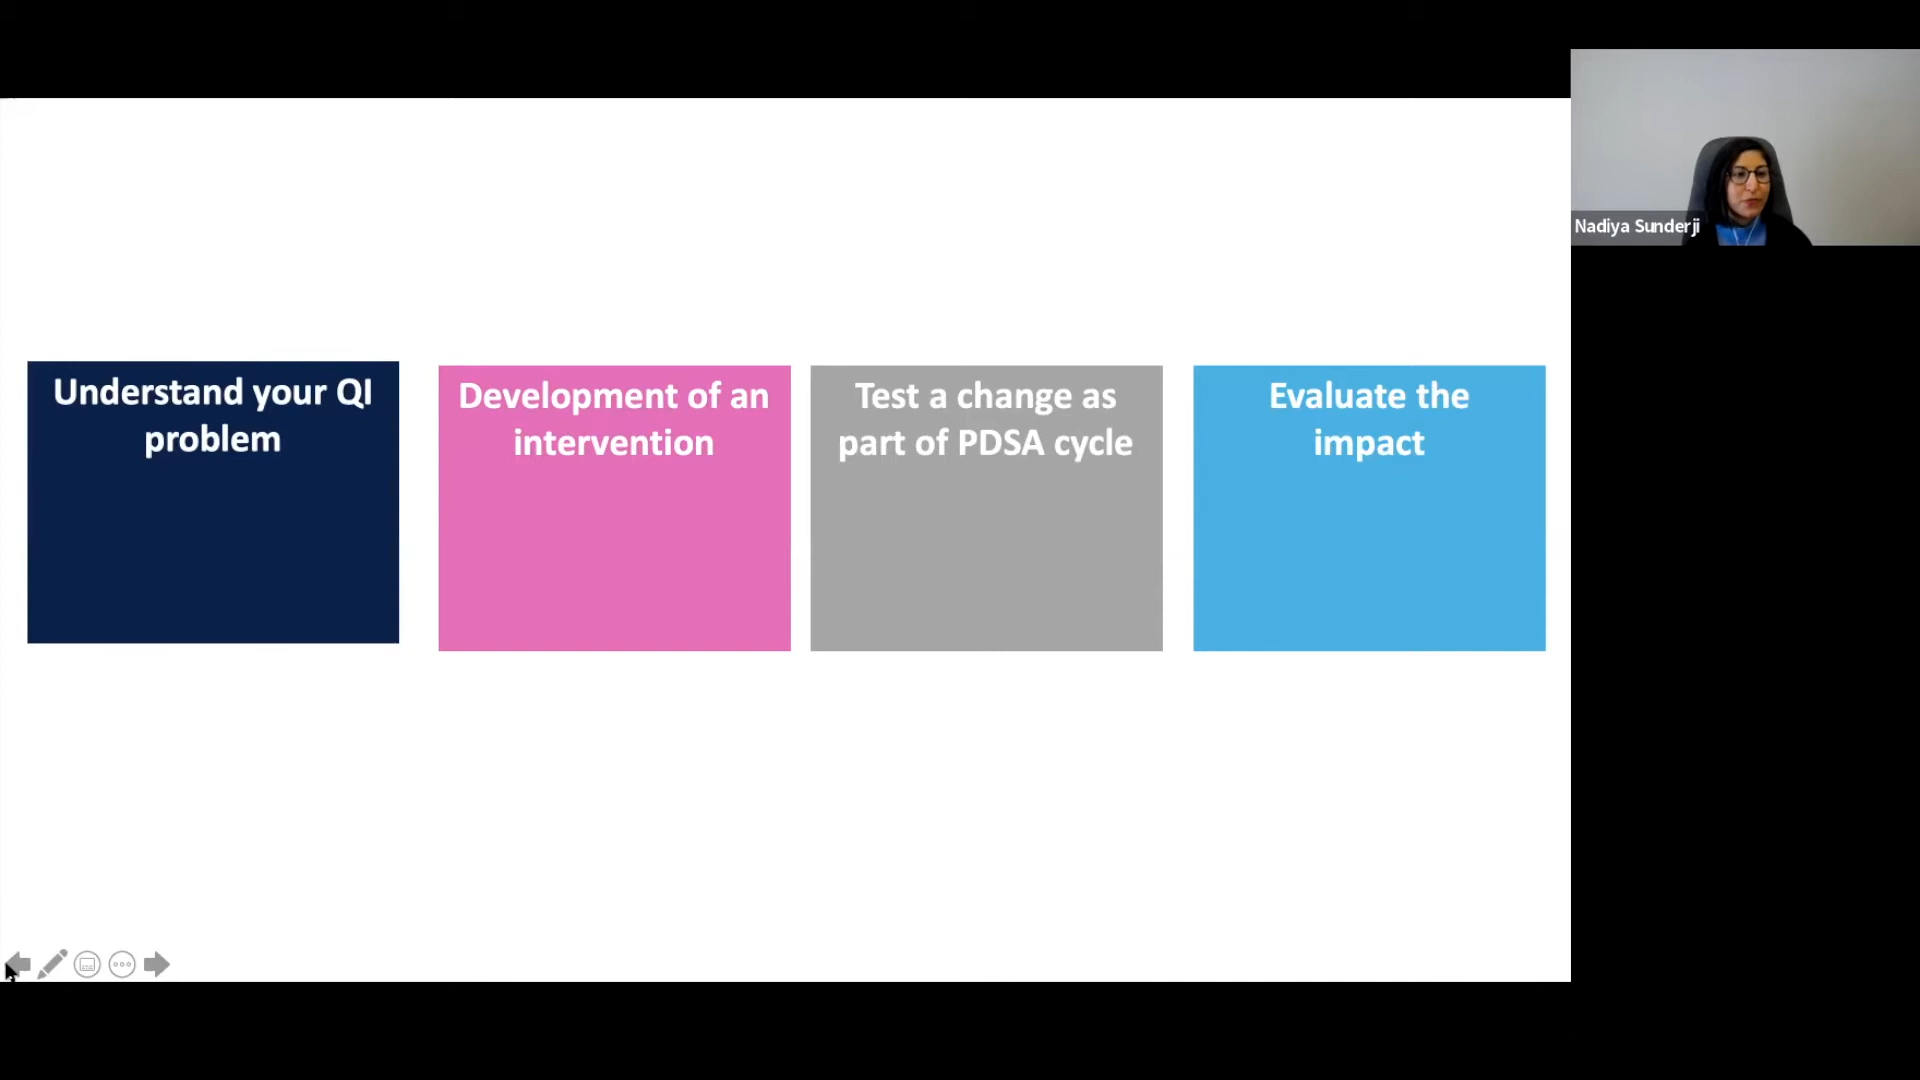 Understand your QI
problem
Development of an
intervention
Test a change as
part of PDSA cycle
Evaluate the
impact
Nadiya Sunderji